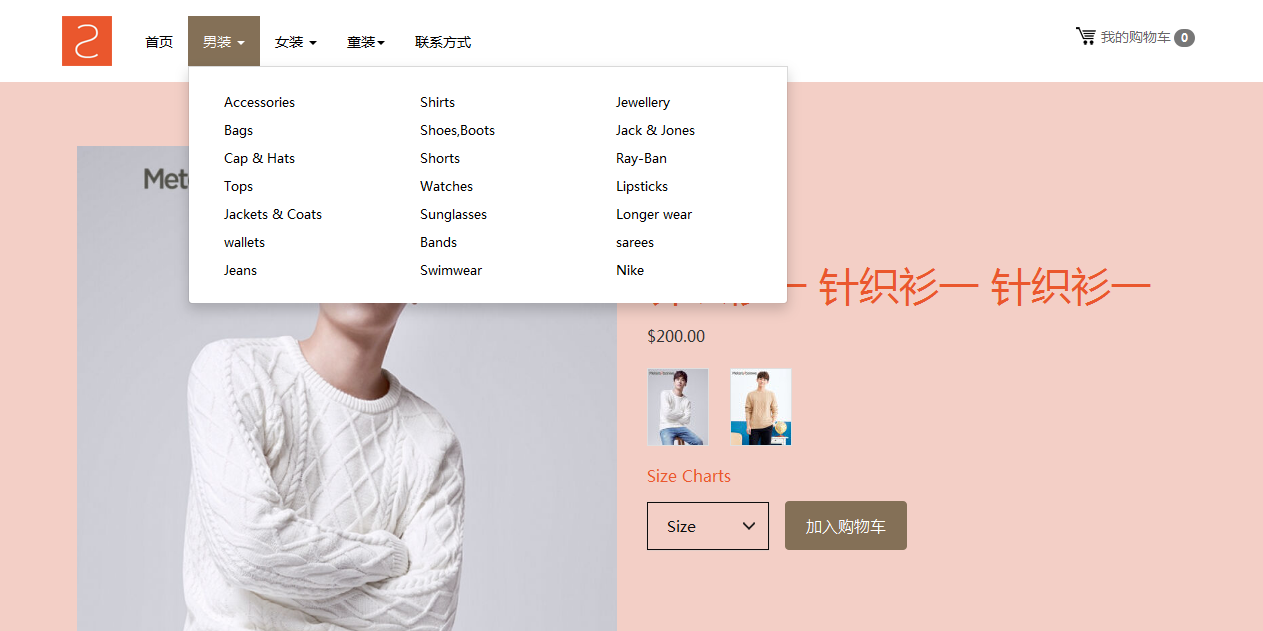 首页 男装 女装 童装 联系方式 我的购物车 0
Accessories Shirts Jewellery
Bags Shoes,Boots Jack & Jones
Cap & Hats Shorts Ray-Ban
Tops Watches Lipsticks
Jackets & Coats Sunglasses Longer wear
wallets Bands sarees
Jeans Swimwear Nike
针织衫一 针织衫一
$200.00
Size Charts
Size 加入购物车